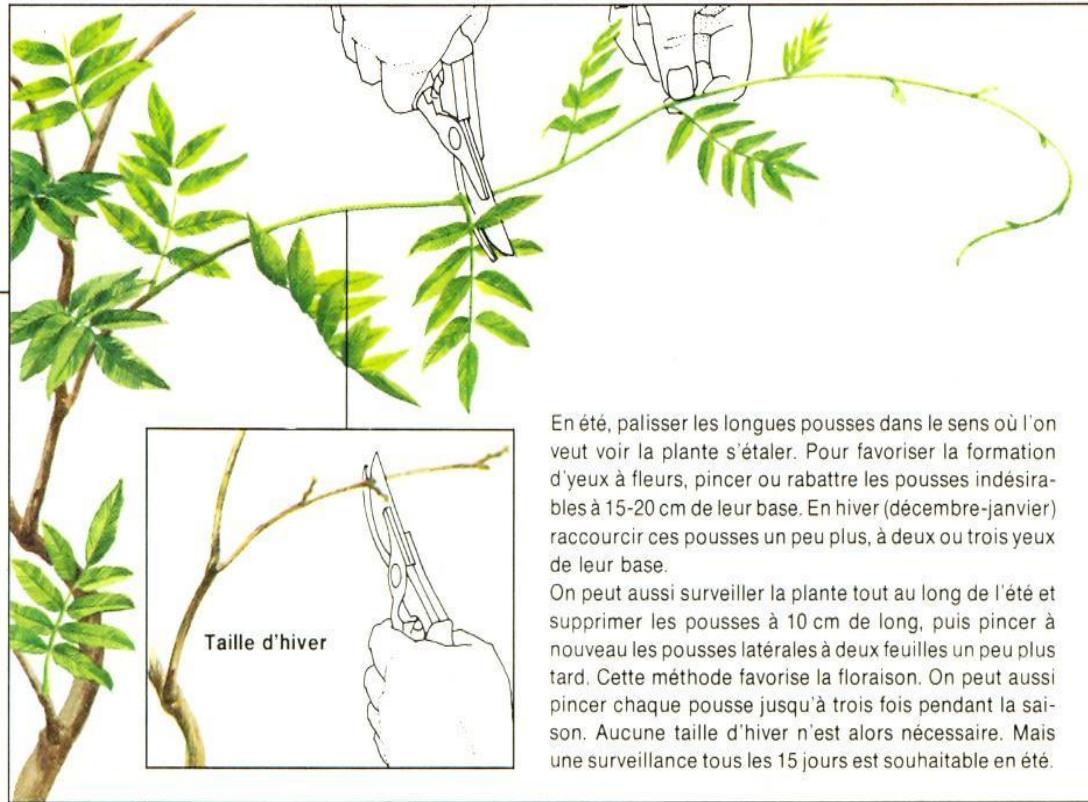 En été, palisser les longues pousses dans le sens où l'on
veut voir la plante s'étaler. Pour favoriser la formation
d'yeux à fleurs, pincer ou rabattre les pousses indésira-
bles à 15-20 cm de leur base. En hiver (décembre-janvier)
raccourcir ces pousses un peu plus, à deux ou trois yeux
de leur base.
On peut aussi surveiller la plante tout au long de l'été et
supprimer les pousses à 10 cm de long, puis pincer à
nouveau les pousses latérales à deux feuilles un peu plus
tard. Cette méthode favorise la floraison. On peut aussi
pincer chaque pousse jusqu'à trois fois pendant la sai-
son. Aucune taille d'hiver n'est alors nécessaire. Mais
une surveillance tous les 15 jours est souhaitable en été.
Taille d'hiver